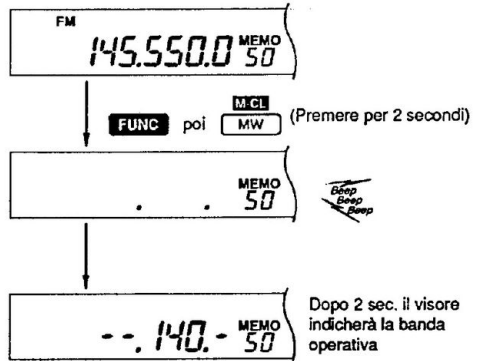 FM
145.550.0 MEMO 50
M-CL
FUNC poi MW (Premere per 2 secondi)
. . MEMO 50
Beep
Beep
Beep
--. 140. - MEMO 50
Dopo 2 sec. il visore
indicherà la banda
operativa